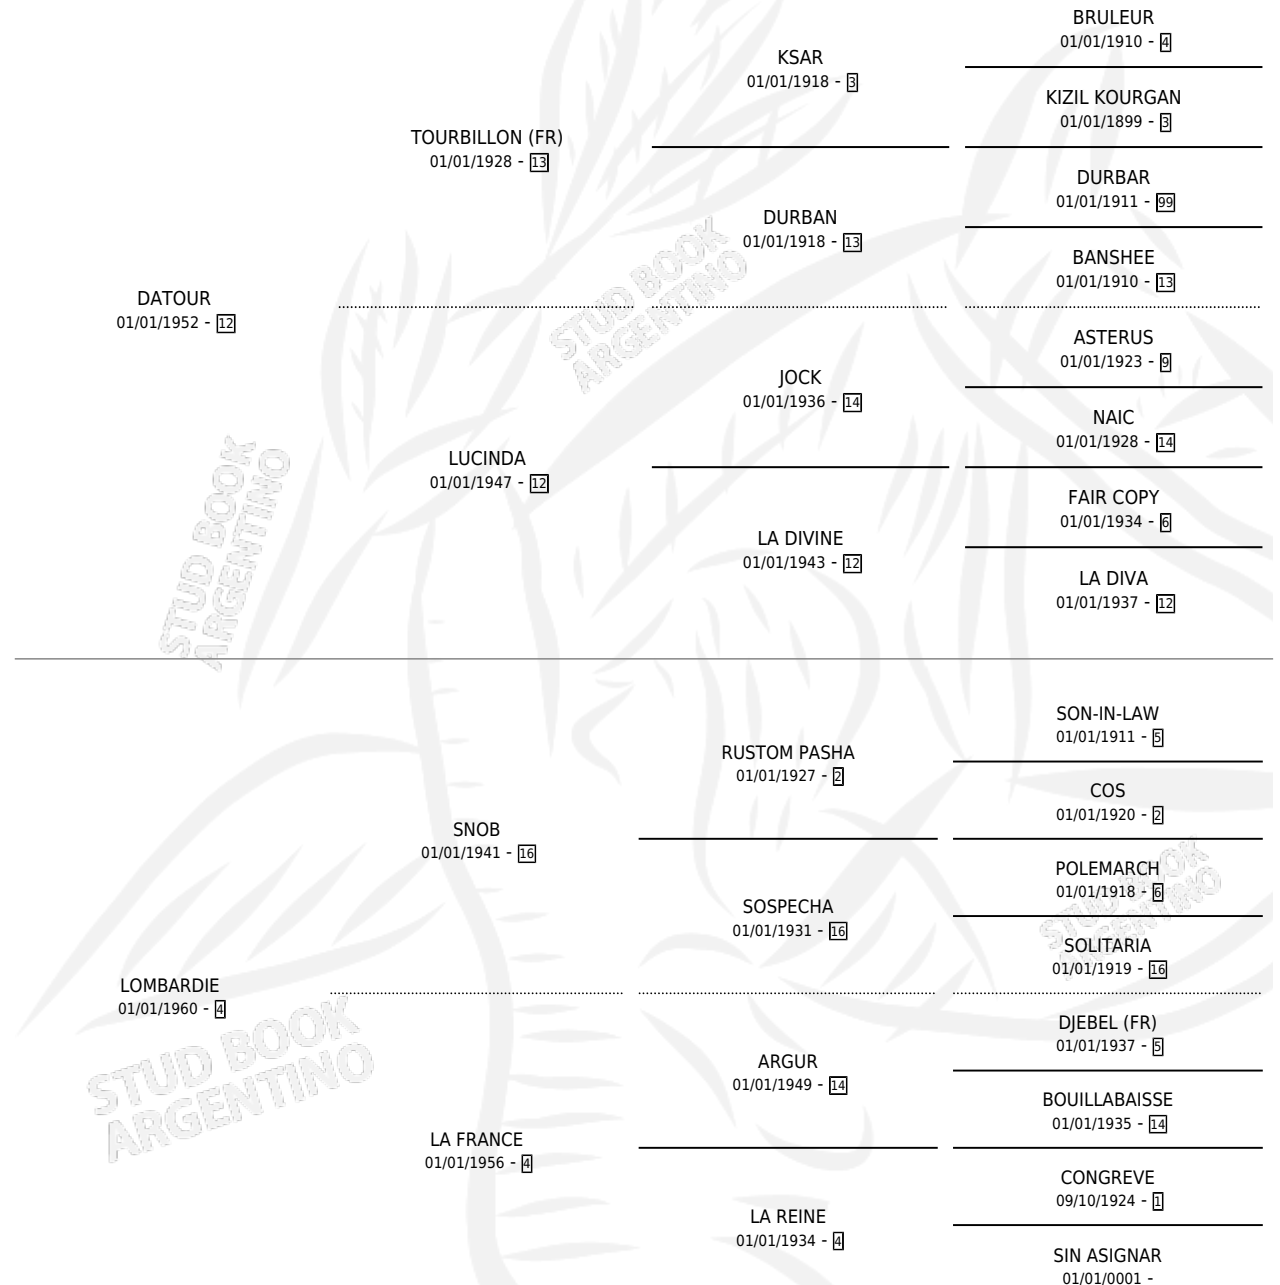 BRULEUR
01/01/1910 - 4
KSAR
01/01/1918 - 3
KIZIL KOURGAN
01/01/1899 - 3
TOURBILLON (FR)
01/01/1928 - 13
DURBAR
01/01/1911 - 99
DURBAN
01/01/1918 - 13
BANSHEE
01/01/1910 - 13
DATOUR
01/01/1952 - 12
ASTERUS
01/01/1923 - 9
JOCK
01/01/1936 - 14
NAIC
01/01/1928 - 14
LUCINDA
01/01/1947 - 12
FAIR COPY
01/01/1934 - 6
LA DIVINE
01/01/1943 - 12
LA DIVA
01/01/1937 - 12
STUD BOOK
ARGENTINO
STUD BOOK
ARGENTINO
SON-IN-LAW
01/01/1911 - 5
RUSTOM PASHA
01/01/1927 - 2
COS
01/01/1920 - 2
SNOB
01/01/1941 - 16
POLEMARCH
01/01/1918 - 6
SOSPECHA
01/01/1931 - 16
SOLITARIA
01/01/1919 - 16
STUD BOOK
ARGENTINO
LOMBARDIE
01/01/1960 - 4
DJEBEL (FR)
01/01/1937 - 5
ARGUR
01/01/1949 - 14
BOUILLABAISSE
01/01/1935 - 14
STUD BOOK
ARGENTINO
LA FRANCE
01/01/1956 - 4
CONGREVE
09/10/1924 - 1
LA REINE
01/01/1934 - 4
SIN ASIGNAR
01/01/0001 -